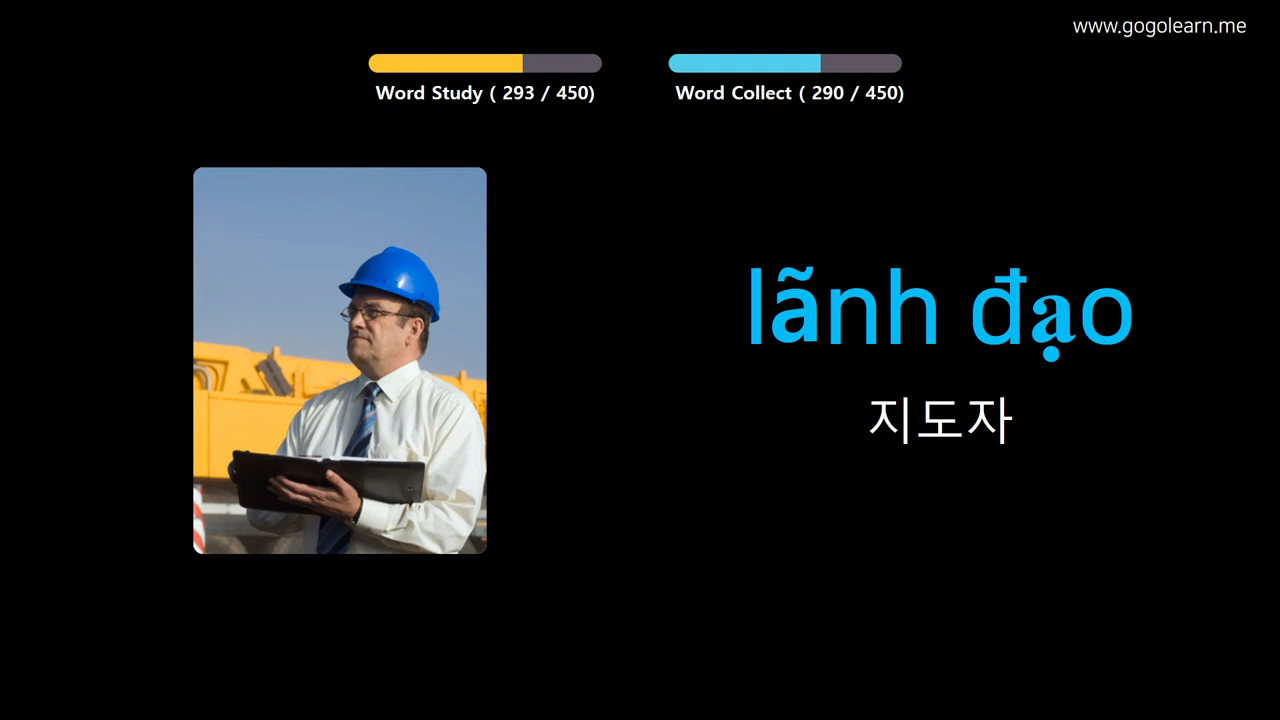 www.gogolearn.me
Word Study ( 293 / 450)
Word Collect ( 290 / 450)
lãnh đạo
지도자